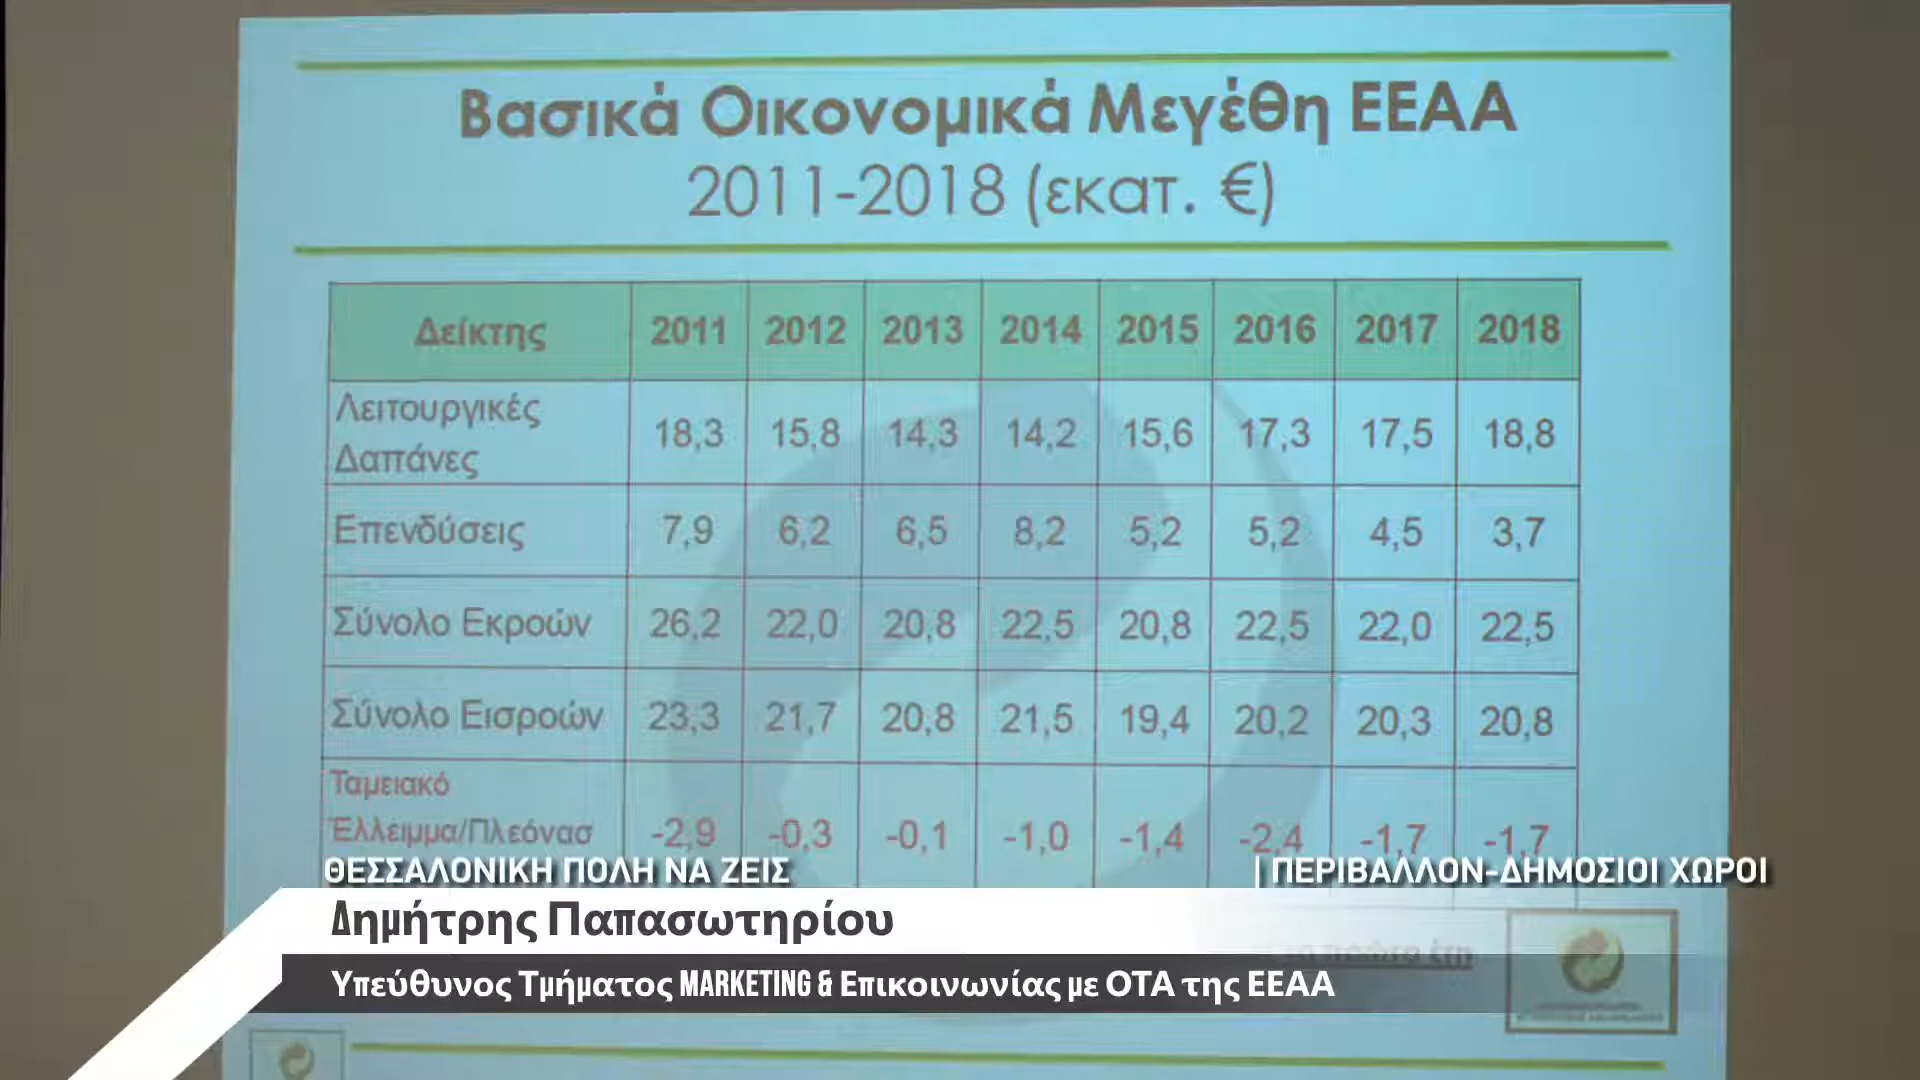 Βασικά Οικονομικά Μεγέθη ΕΕΑΑ
2011-2018 (εκατ. €)
Δείκτης 2011 2012 2013 2014 2015 2016 2017 2018
Λειτουργικές
Δαπάνες 18,3 15,8 14,3 14,2 15,6 17,3 17,5 18,8
Επενδύσεις 7,9 6,2 6,5 8,2 5,2 5,2 4,5 3,7
Σύνολο Εκροών 26,2 22,0 20,8 22,5 20,8 22,5 22,0 22,5
Σύνολο Εισροών 23,3 21,7 20,8 21,5 19,4 20,2 20,3 20,8
Ταμειακό
Έλλειμμα/Πλεόνασ -2,9 -0,3 -0,1 -1,0 -1,4 -2,4 -1,7 -1,7
ΘΕΣΣΑΛΟΝΙΚΗ ΠΟΛΗ ΝΑ ΖΕΙΣ
| ΠΕΡΙΒΑΛΛΟΝ-ΔΗΜΟΣΙΟΙ ΧΩΡΟΙ
Δημήτρης Παπασωτηρίου
πρώτα έτη
Υπεύθυνος Τμήματος MARKETING & Επικοινωνίας με ΟΤΑ της ΕΕΑΑ